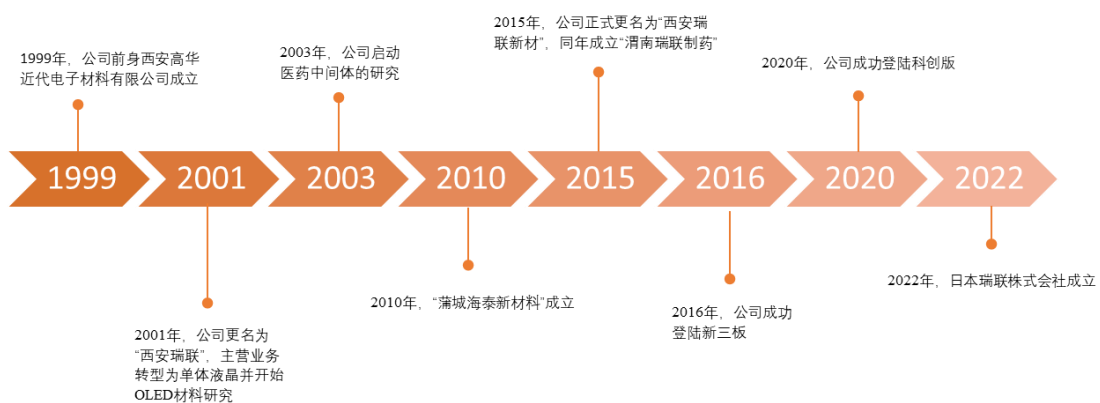 1999年，公司前身西安高华
近代电子材料有限公司成立
2003年，公司启动
医药中间体的研究
2015年，公司正式更名为“西安瑞
联新材”，同年成立“渭南瑞联制药”
2020年，公司成功登陆科创版
1999
2001
2003
2010
2015
2016
2020
2022
2001年，公司更名为
“西安瑞联”，主营业务
转型为单体液晶并开始
OLED材料研究
2010年，“蒲城海泰新材料”成立
2016年，公司成功
登陆新三板
2022年，日本瑞联株式会社成立